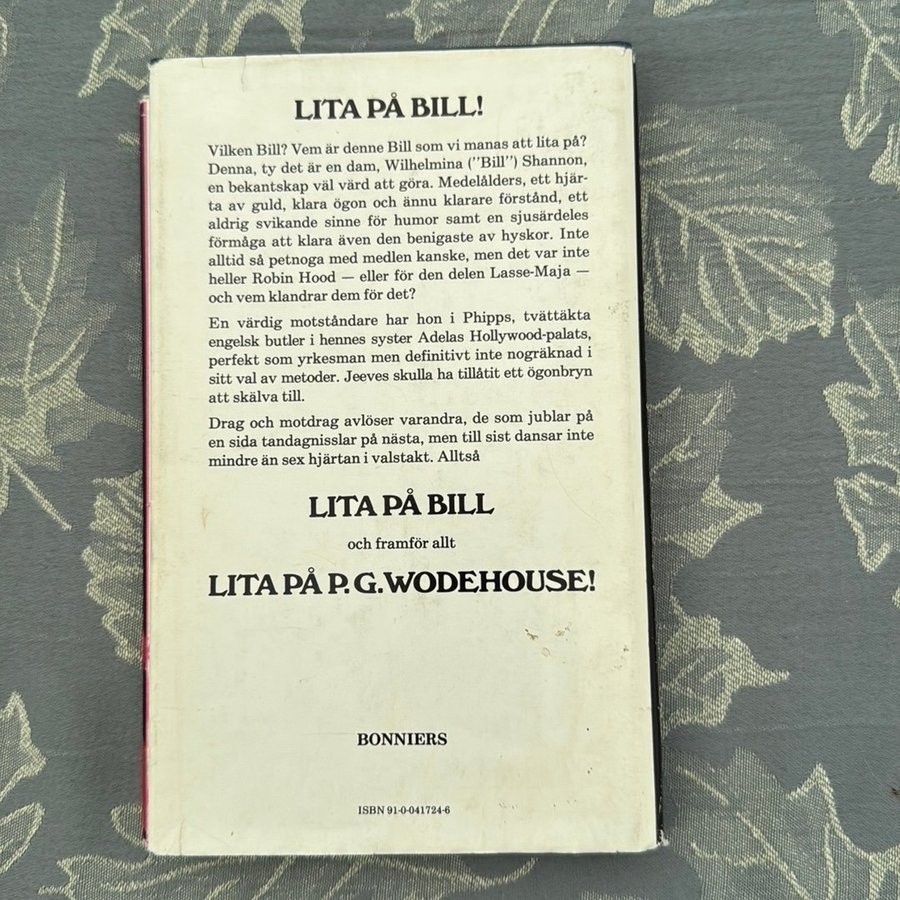 LITA PÅ BILL!
Vilken Bill? Vem är denne Bill som vi manas att lita på?
Denna, ty det är en dam, Wilhelmina (''Bill'') Shannon,
en bekantskap väl värd att göra. Medelålders, ett hjär-
ta av guld, klara ögon och ännu klarare förstånd, ett
aldrig svikande sinne för humor samt en sjusärdeles
förmåga att klara även den benigaste av hyskor. Inte
alltid så petnoga med medlen kanske, men det var inte
heller Robin Hood — eller för den delen Lasse-Maja —
och vem klandrar dem för det?
En värdig motståndare har hon i Phipps, tvättäkta
engelsk butler i hennes syster Adelas Hollywood-palats,
perfekt som yrkesman men definitivt inte nogräknad i
sitt val av metoder. Jeeves skulla ha tillåtit ett ögonbryn
att skälva till.
Drag och motdrag avlöser varandra, de som jublar på
en sida tandagnisslar på nästa, men till sist dansar inte
mindre än sex hjärtan i valstakt. Alltså
LITA PÅ BILL
och framför allt
LITA PÅ P.G.WODEHOUSE!
BONNIERS
ISBN 91-0-041724-6